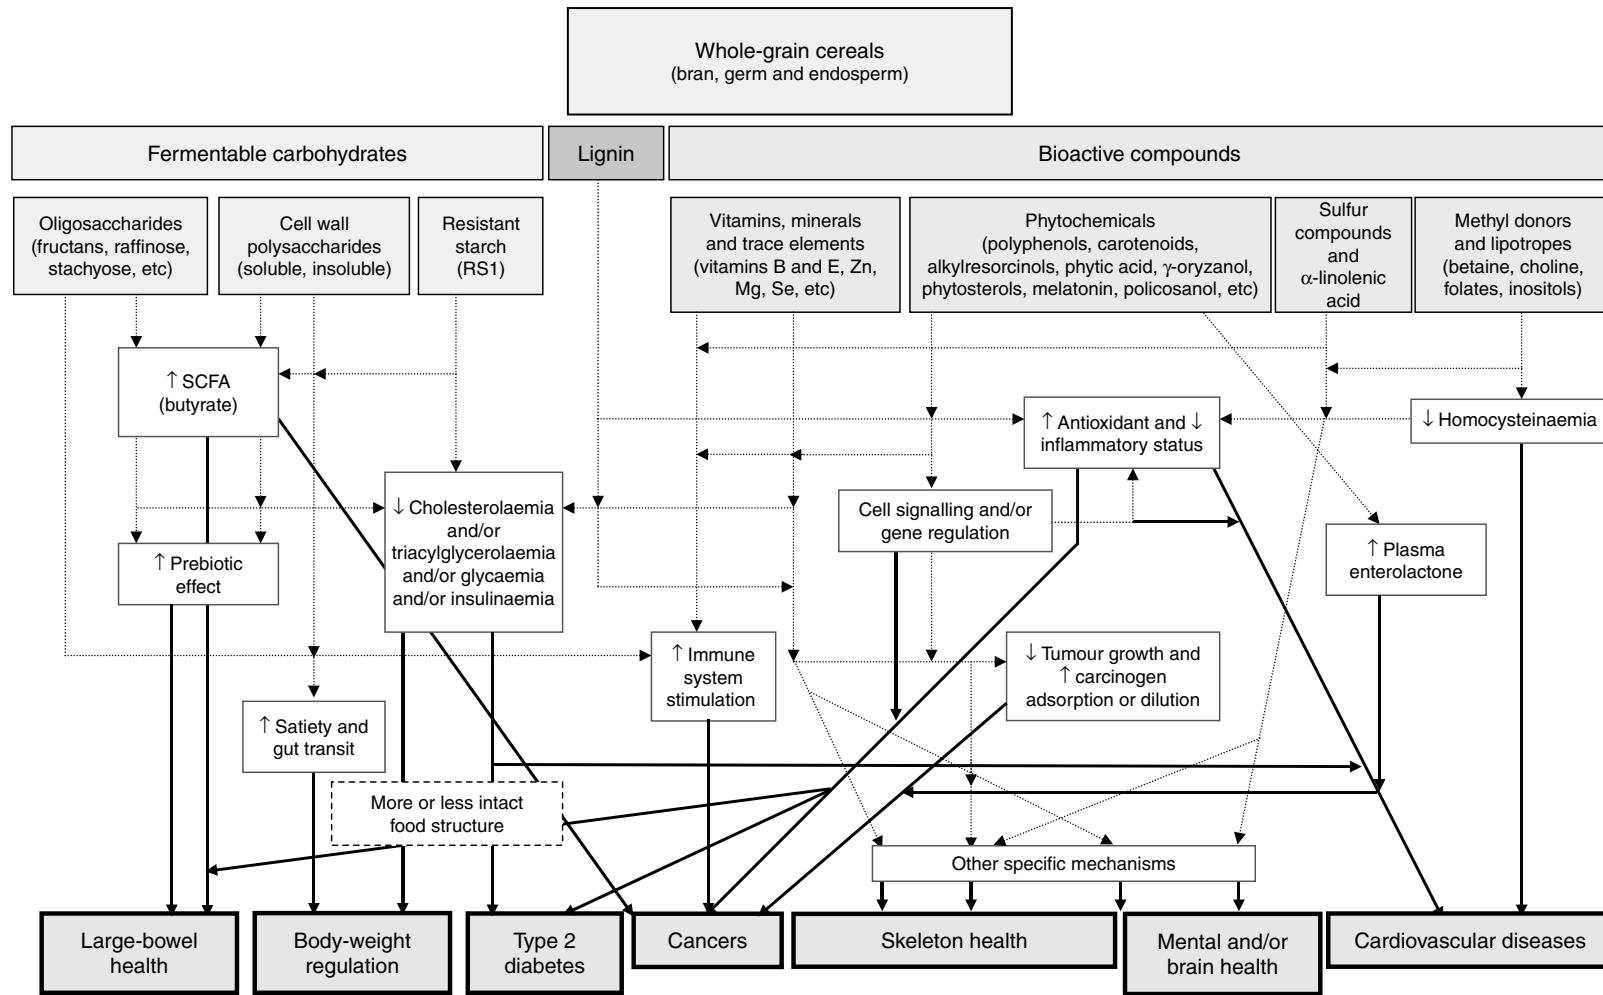 Whole-grain cereals
(bran, germ and endosperm)
Fermentable carbohydrates
Lignin
Bioactive compounds
Oligosaccharides
(fructans, raffinose,
stachyose, etc)
Cell wall
polysaccharides
(soluble, insoluble)
Resistant
starch
(RS1)
Vitamins, minerals
and trace elements
(vitamins B and E, Zn,
Mg, Se, etc)
Phytochemicals
(polyphenols, carotenoids,
alkylresorcinols, phytic acid, γ-oryzanol,
phytosterols, melatonin, policosanol, etc)
Sulfur
compounds
and
α-linolenic
acid
Methyl donors
and lipotropes
(betaine, choline,
folates, inositols)
↑ SCFA
(butyrate)
↑ Antioxidant and ↓
inflammatory status
↓ Homocysteinaemia
↓ Cholesterolaemia
and/or
triacylglycerolaemia
and/or glycaemia
and/or insulinaemia
Cell signalling and/or
gene regulation
↑ Plasma
enterolactone
↑ Prebiotic
effect
↑ Immune
system
stimulation
↓ Tumour growth and
↑ carcinogen
adsorption or dilution
↑ Satiety and
gut transit
More or less intact
food structure
Other specific mechanisms
Large-bowel
health
Body-weight
regulation
Type 2
diabetes
Cancers
Skeleton health
Mental and/or
brain health
Cardiovascular diseases